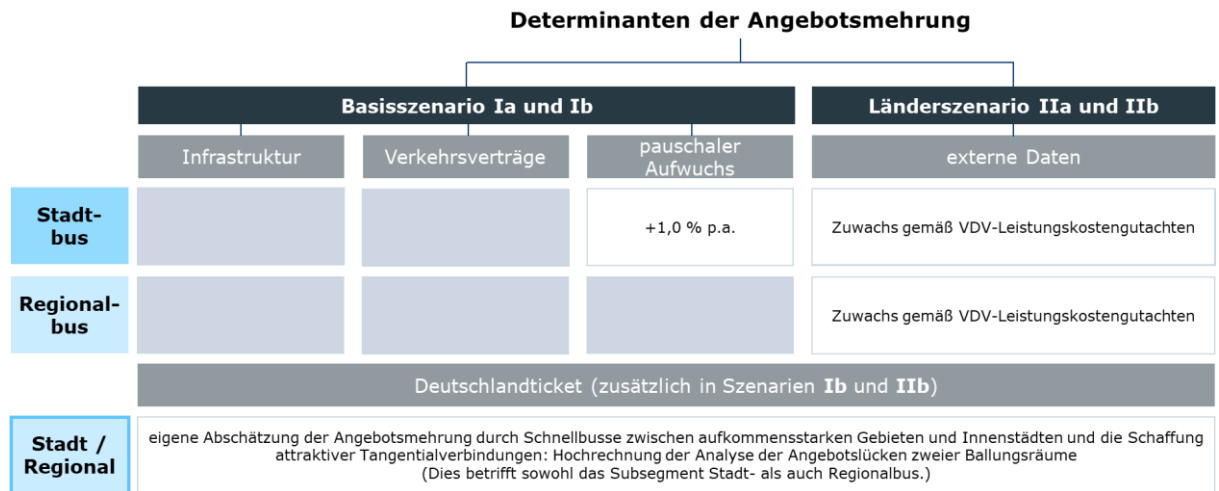 Determinanten der Angebotsmehrung
Basisszenario Ia und Ib
Länderszenario IIa und IIb
Infrastruktur
Verkehrsverträge
pauschaler
Aufwuchs
externe Daten
Stadt-
bus
+1,0 % p.a.
Zuwachs gemäß VDV-Leistungskostengutachten
Regional-
bus
Zuwachs gemäß VDV-Leistungskostengutachten
Deutschlandticket (zusätzlich in Szenarien Ib und IIb)
Stadt /
Regional
eigene Abschätzung der Angebotsmehrung durch Schnellbusse zwischen aufkommensstarken Gebieten und Innenstädten und die Schaffung
attraktiver Tangentialverbindungen: Hochrechnung der Analyse der Angebotslücken zweier Ballungsräume
(Dies betrifft sowohl das Subsegment Stadt- als auch Regionalbus.)